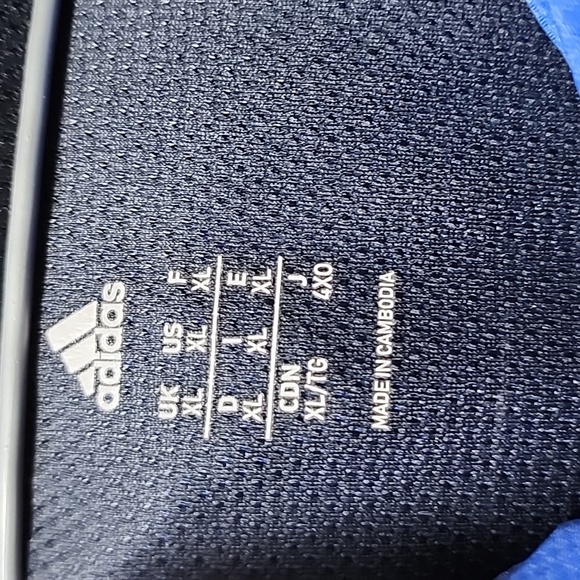 adidas
UK US F
XL XL XL
D I E
XL XL XL
CDN J
XL/TG 4XO
MADE IN CAMBODIA